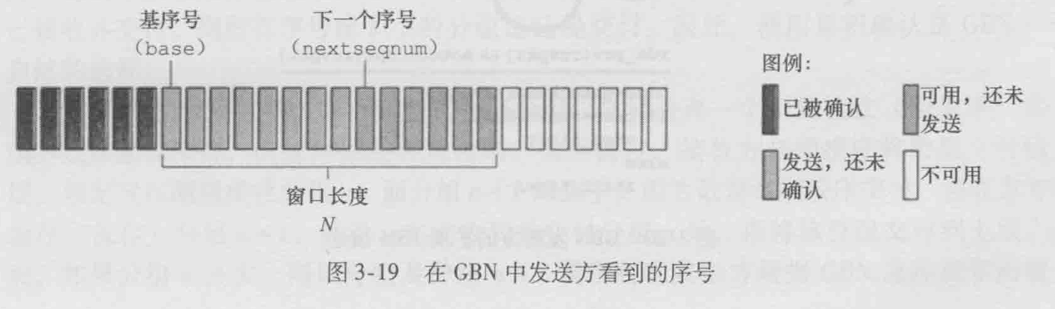 基序号
(base)
下一个序号
(nextseqnum)
图例：
已被确认
可用，还未
发送
发送，还未
确认
不可用
窗口长度
N
图 3-19 在 GBN 中发送方看到的序号